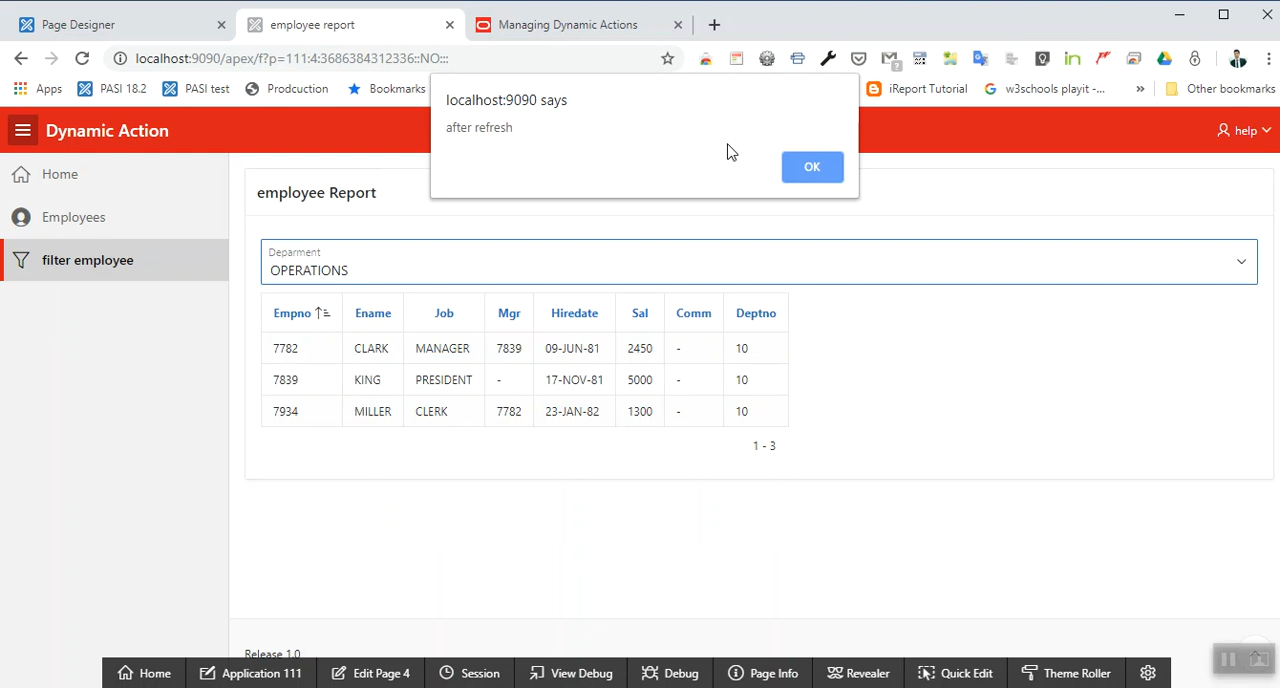 Page Designer
employee report
Managing Dynamic Actions
localhost:9090/apex/f?p=111:4:3686384312336::NO:::
Apps
PASI 18.2
PASI test
Prodcution
Bookmarks
iReport Tutorial
w3schools playit -...
»
Other bookmarks
localhost:9090 says
after refresh
OK
Dynamic Action
help
Home
Employees
filter employee
employee Report
Deparment
OPERATIONS
Empno Ename Job Mgr Hiredate Sal Comm Deptno
7782 CLARK MANAGER 7839 09-JUN-81 2450 - 10
7839 KING PRESIDENT - 17-NOV-81 5000 - 10
7934 MILLER CLERK 7782 23-JAN-82 1300 - 10
1 - 3
Release 1.0
Home Application 111 Edit Page 4 Session View Debug Debug Page Info Revealer Quick Edit Theme Roller